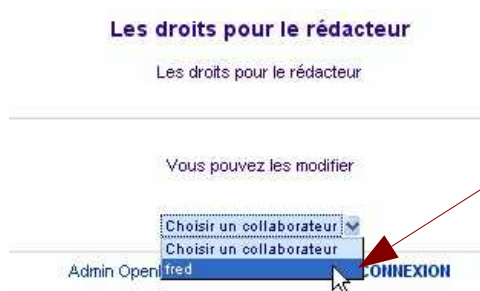 Les droits pour le rédacteur
Les droits pour le rédacteur
Vous pouvez les modifier
Choisir un collaborateur
Choisir un collaborateur
fred
Admin Open CONNEXION